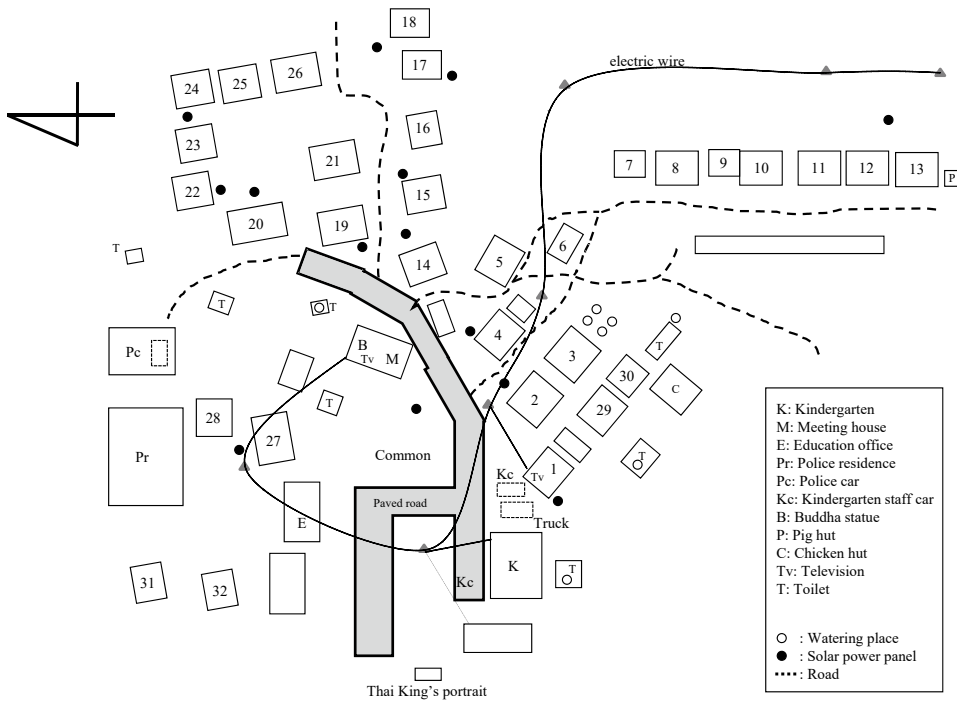 18
electric wire
17
26
25
24
16
23
21
7
8
9
10
11
12
13
P
22
15
20
19
6
T
5
14
T
T
4
B
Tv
M
3
Pc
T
30
C
T
2
29
28
27
Common
Pr
1
Tv
T
Kc
Paved road
Truck
E
K
T
31
32
Kc
Thai King's portrait
K: Kindergarten
M: Meeting house
E: Education office
Pr: Police residence
Pc: Police car
Kc: Kindergarten staff car
B: Buddha statue
P: Pig hut
C: Chicken hut
Tv: Television
T: Toilet
: Watering place
: Solar power panel
: Road